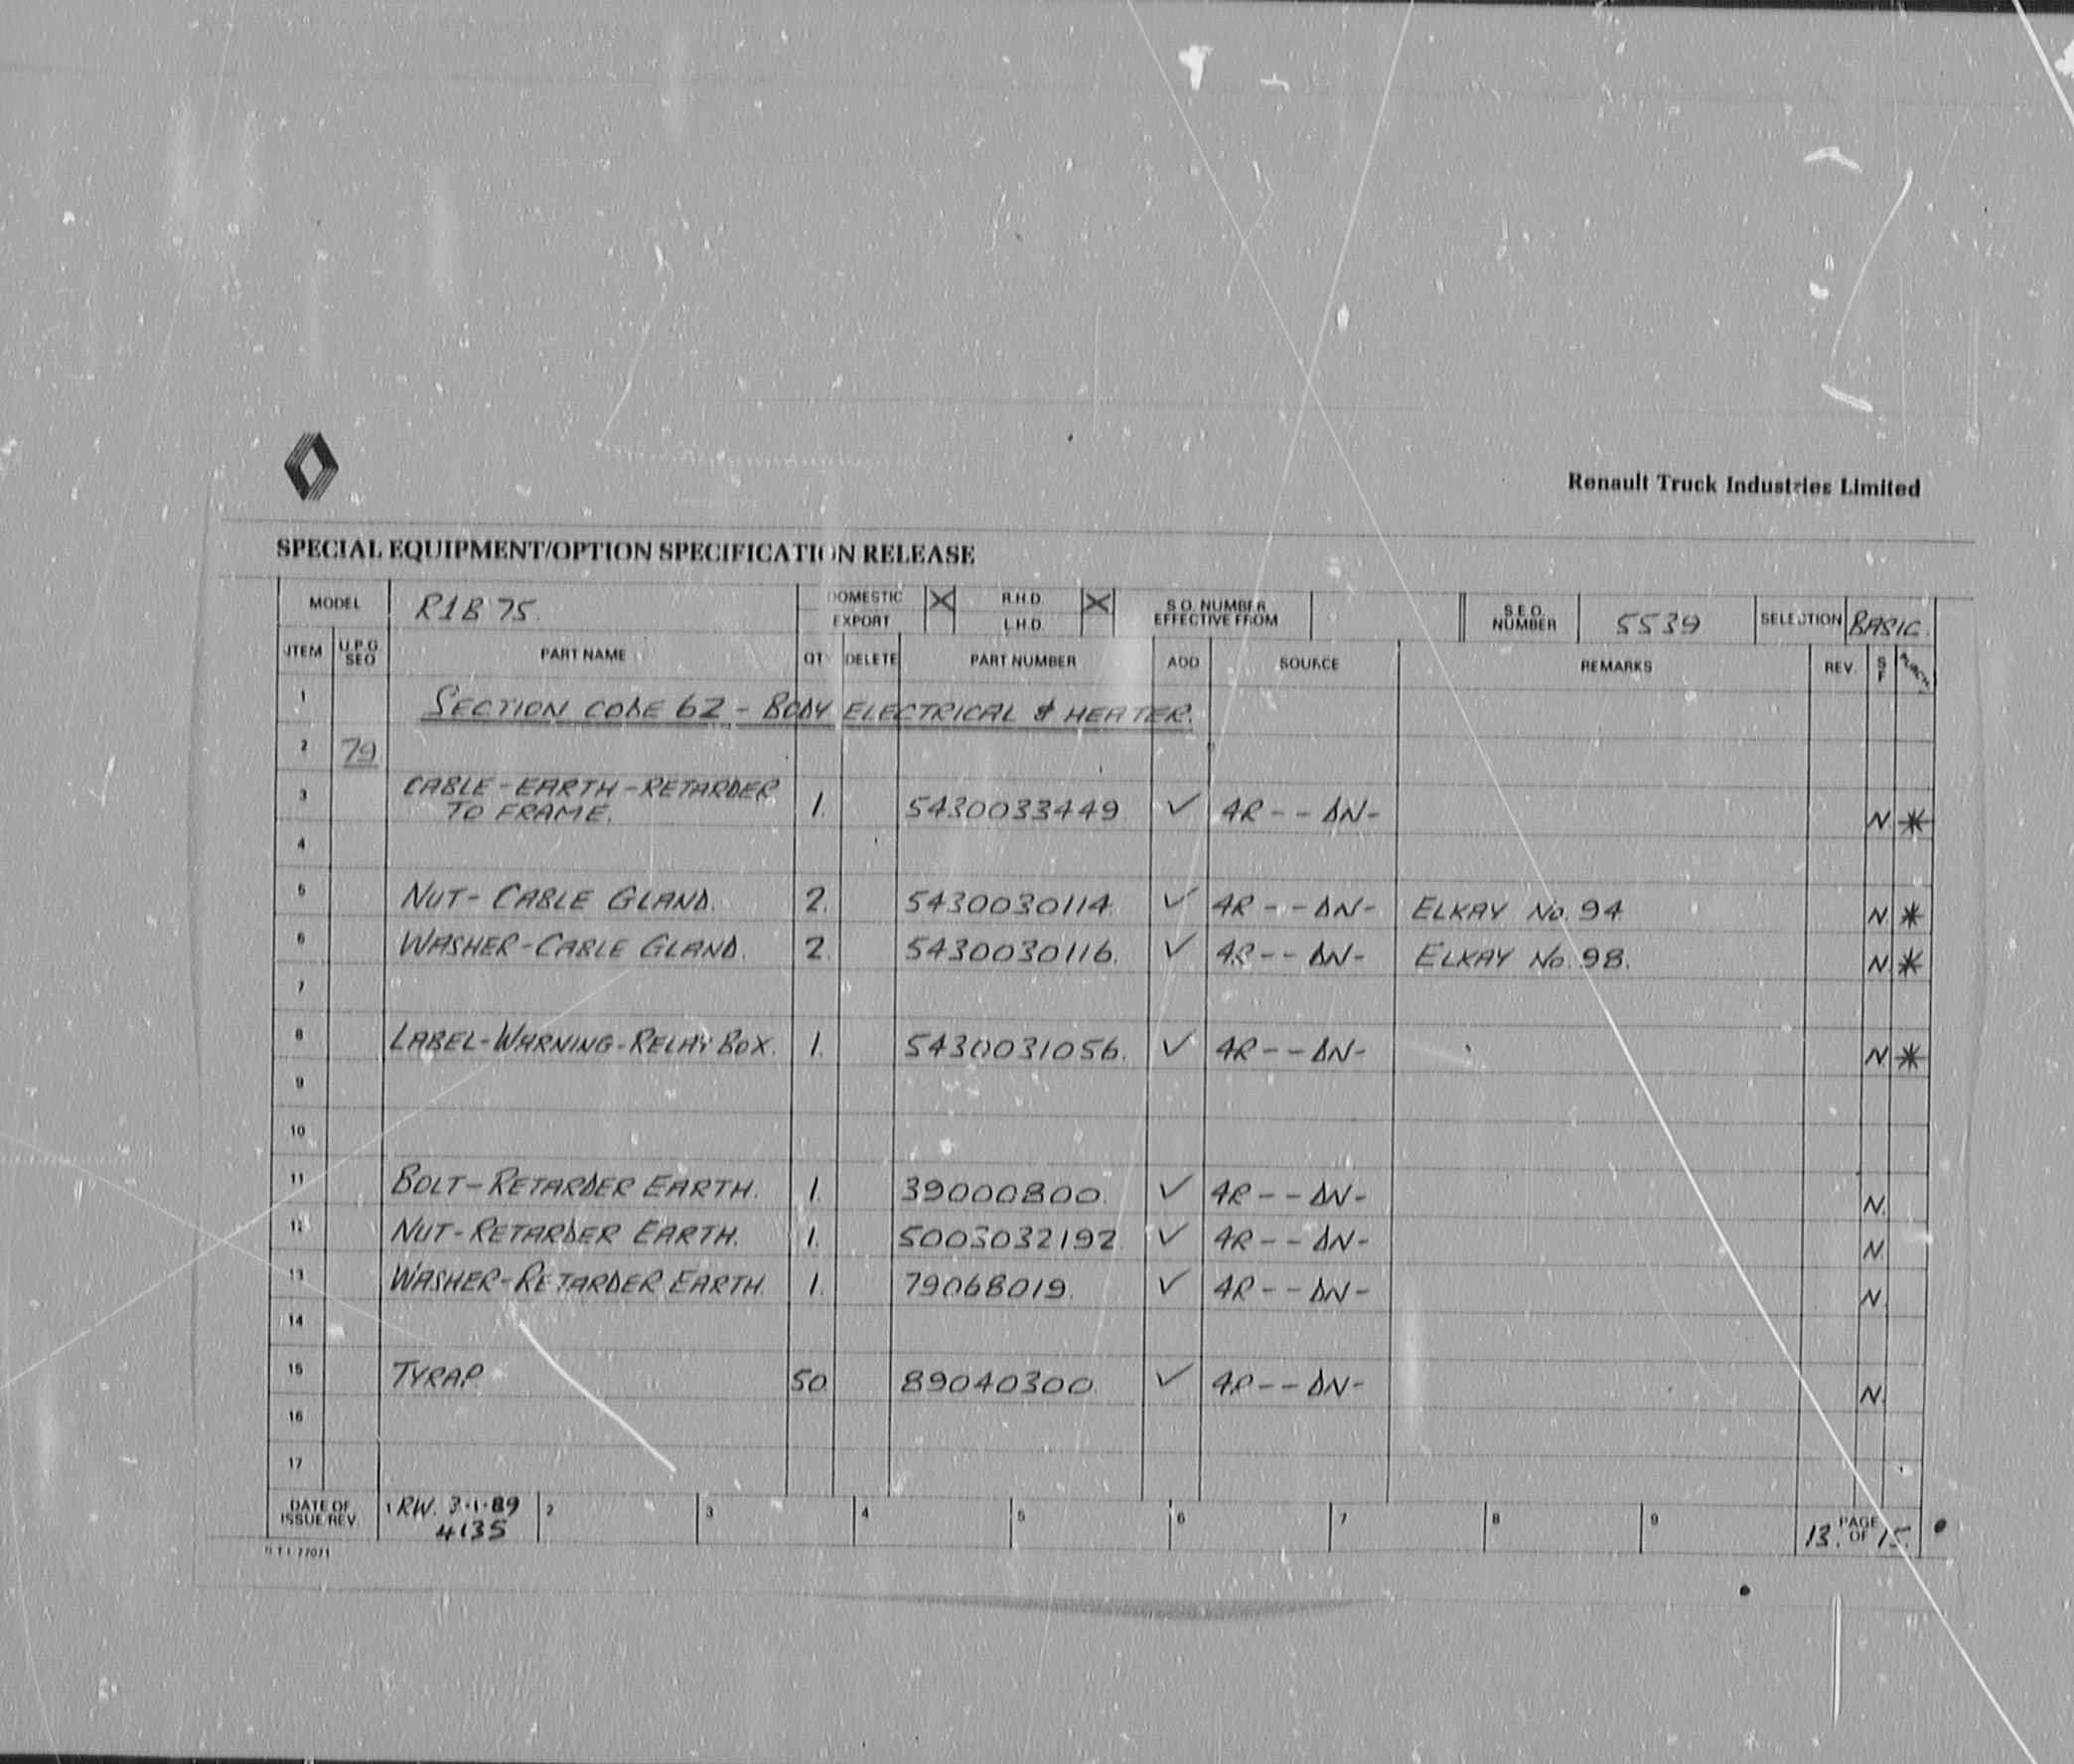 Renault Truck Industries Limited
SPECIAL EQUIPMENT/OPTION SPECIFICATION RELEASE
MODEL R1B 75. DOMESTIC X R.H.D. X S.O. NUMBER S.E.O. NUMBER 5539 SELECTION BASIC.
EXPORT L.H.D. EFFECTIVE FROM
ITEM U.P.G. SEQ PART NAME QTY DELETE PART NUMBER ADD SOURCE REMARKS REV. S F
1 SECTION CODE 62 - BODY ELECTRICAL & HEATER.
2 79
3 CABLE-EARTH-RETARDER
TO FRAME. 1. 5430033449 ✓ 4R--DN- N. *
4
5 NUT-CABLE GLAND. 2. 5430030114. ✓ 4R--DN- ELKAY No. 94 N. *
6 WASHER-CABLE GLAND. 2. 5430030116. ✓ 4R--DN- ELKAY No. 98. N. *
7
8 LABEL-WARNING-RELAY BOX. 1. 5430031056. ✓ 4R--DN- N *
9
10
11 BOLT-RETARDER EARTH. 1. 39000800. ✓ 4R--DN- N.
12 NUT-RETARDER EARTH. 1. 5003032192. ✓ 4R--DN- N
13 WASHER-RETARDER EARTH. 1. 79068019. ✓ 4R--DN- N.
14
15 TYRAP 50. 89040300. ✓ 4R--DN- N.
16
17
DATE OF ISSUE/REV. 1 RW. 3·1·89 2 3 4 5 6 7 8 9 13. PAGE OF 15.
4135
R.T.I. 77071